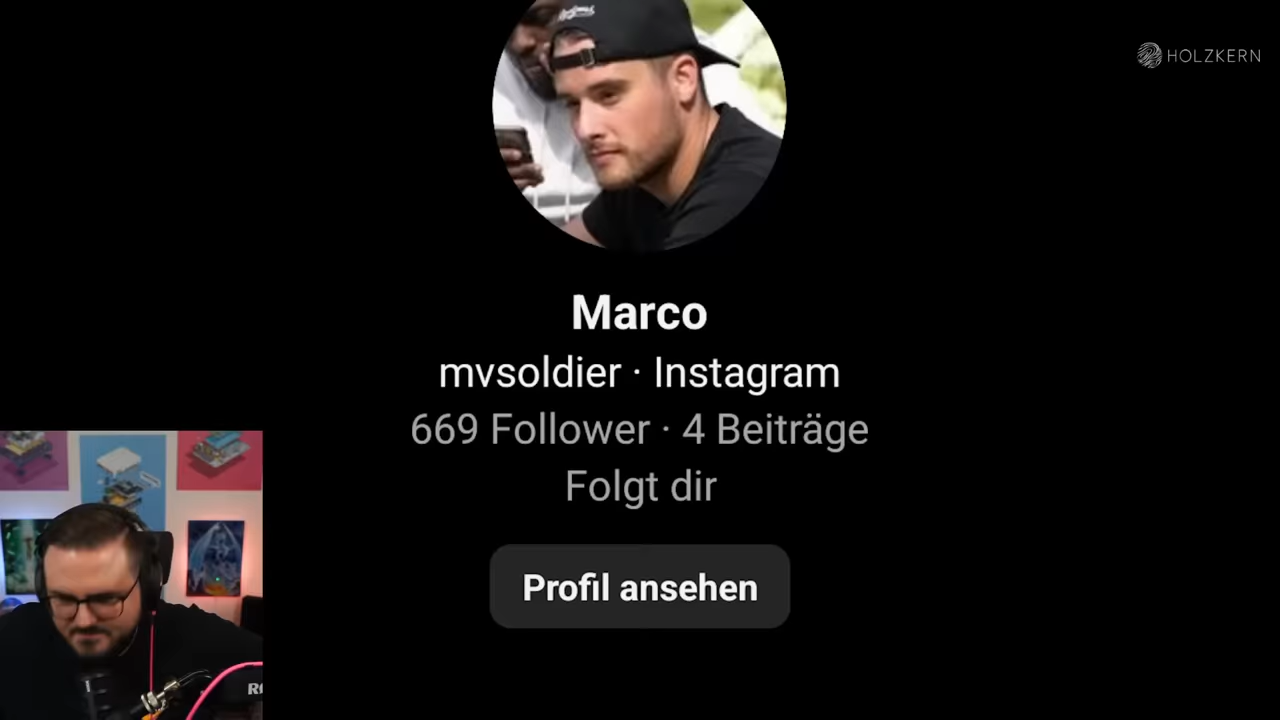 HOLZKERN
Marco
mvsoldier · Instagram
669 Follower · 4 Beiträge
Folgt dir
Profil ansehen